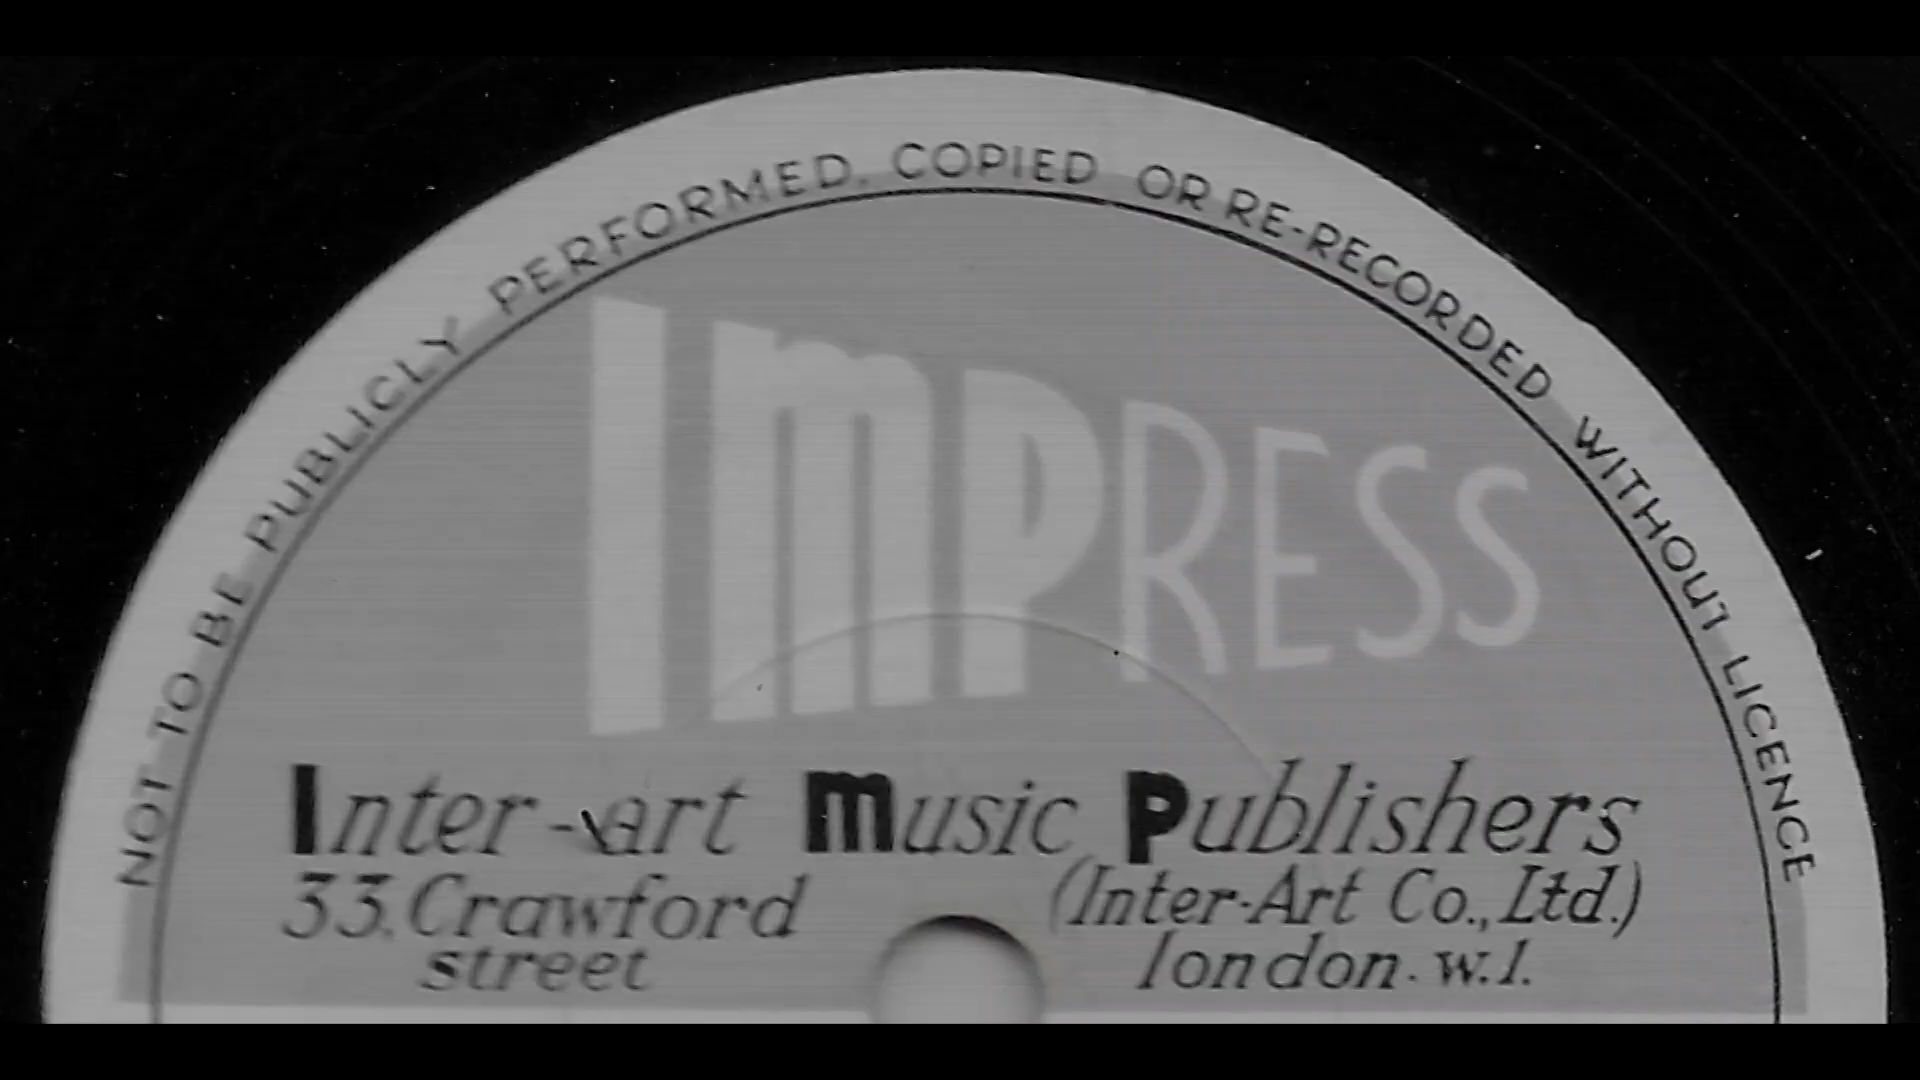 NOT TO BE PUBLICLY PERFORMED. COPIED OR RE-RECORDED WITHOUT LICENCE
IMPRESS
Inter-art Music Publishers
33, Crawford street
(Inter-Art Co., Ltd.)
london. w.1.